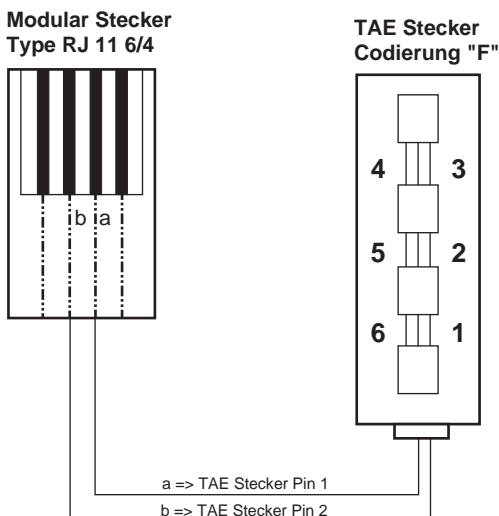 Modular Stecker
Type RJ 11 6/4
TAE Stecker
Codierung "F"
b a
4 3
5 2
6 1
a => TAE Stecker Pin 1
b => TAE Stecker Pin 2